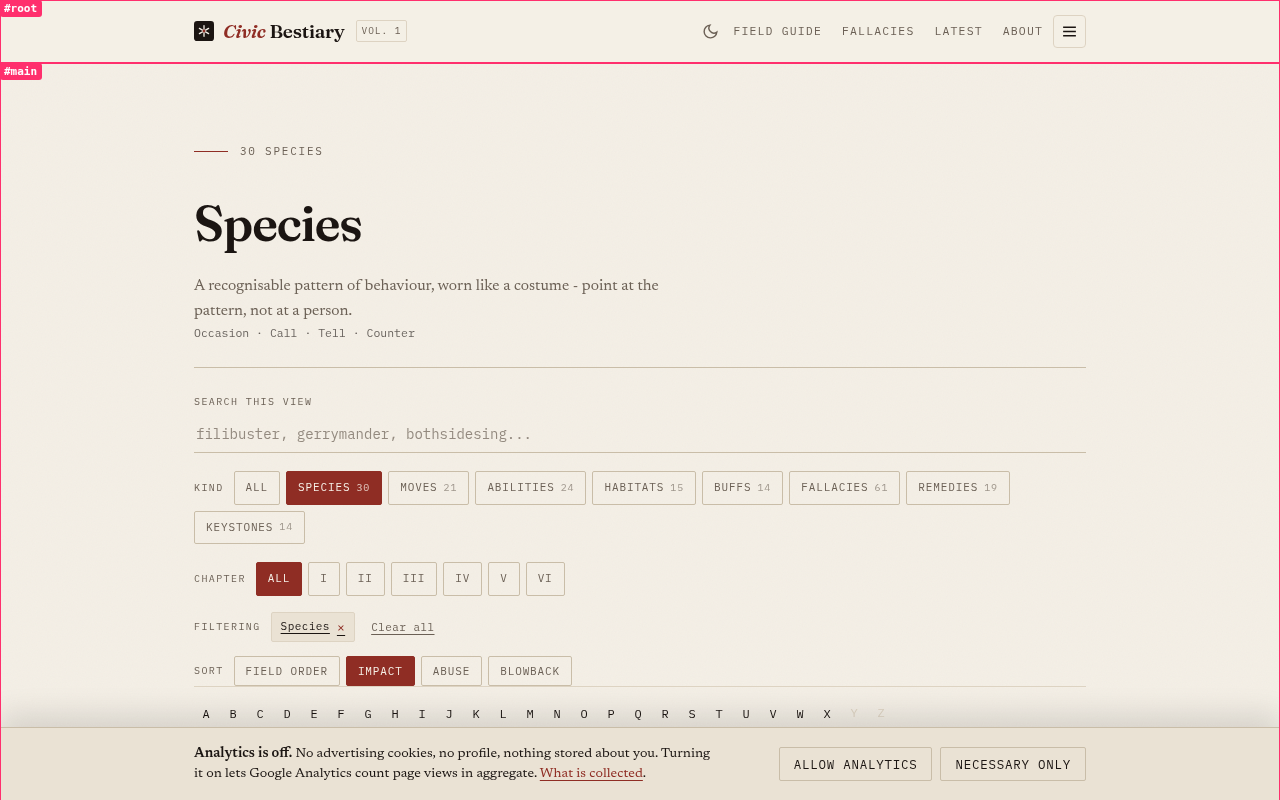 #root
Civic Bestiary VOL. 1 FIELD GUIDE FALLACIES LATEST ABOUT
#main
30 SPECIES
Species
A recognisable pattern of behaviour, worn like a costume - point at the
pattern, not at a person.
Occasion · Call · Tell · Counter
SEARCH THIS VIEW
filibuster, gerrymander, bothsidesing...
KIND ALL SPECIES 30 MOVES 21 ABILITIES 24 HABITATS 15 BUFFS 14 FALLACIES 61 REMEDIES 19
KEYSTONES 14
CHAPTER ALL I II III IV V VI
FILTERING Species × Clear all
SORT FIELD ORDER IMPACT ABUSE BLOWBACK
A B C D E F G H I J K L M N O P Q R S T U V W X Y Z
Analytics is off. No advertising cookies, no profile, nothing stored about you. Turning
it on lets Google Analytics count page views in aggregate. What is collected.
ALLOW ANALYTICS NECESSARY ONLY